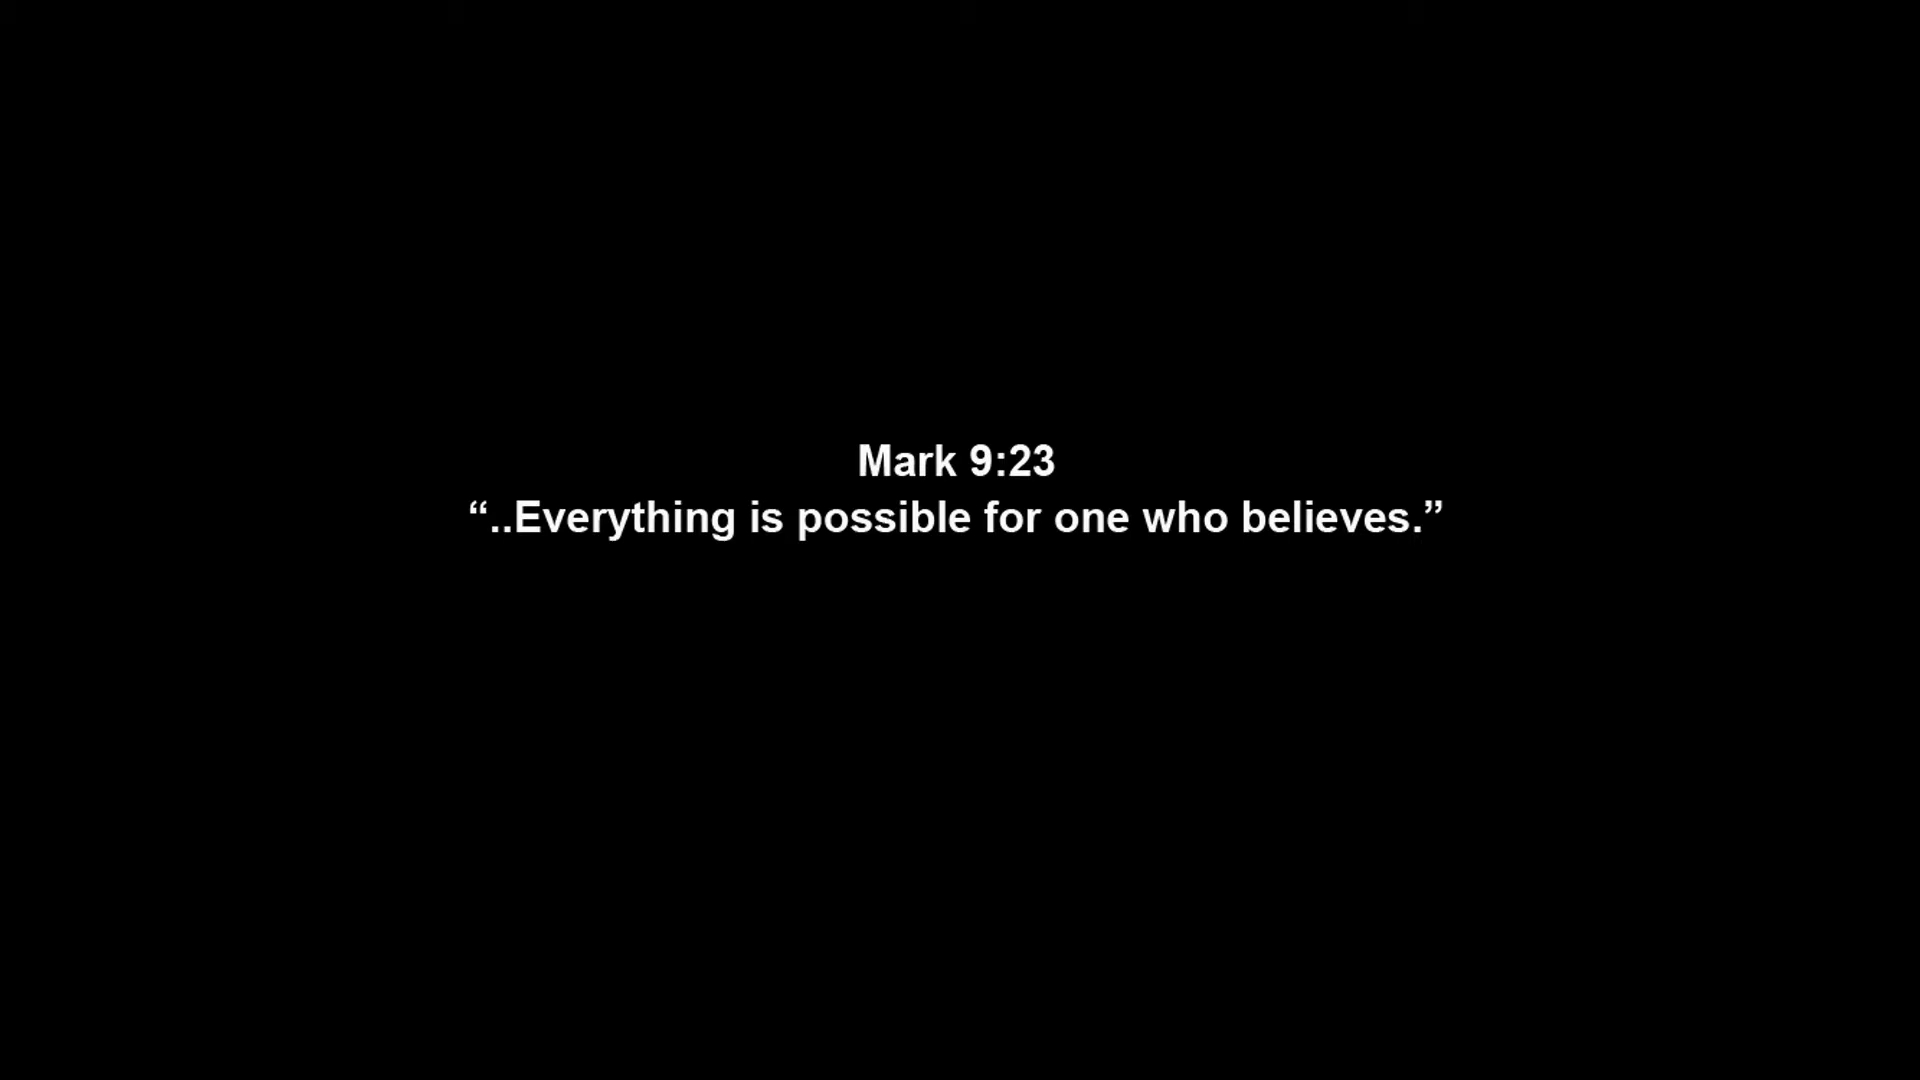 Mark 9:23
“..Everything is possible for one who believes.”